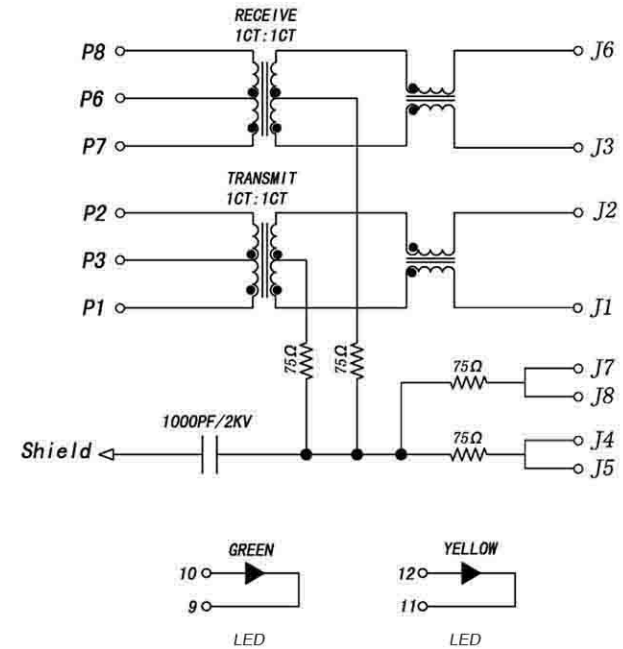 RECEIVE
1CT:1CT
P8
J6
P6
P7
J3
TRANSMIT
1CT:1CT
P2
J2
P3
P1
J1
75Ω
75Ω
75Ω
J7
J8
1000PF/2KV
75Ω
J4
Shield
J5
GREEN
YELLOW
10
12
9
11
LED
LED